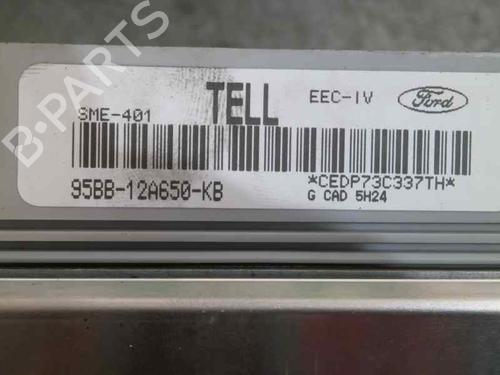 TELL
EEC-IV
Ford
SME-401
95BB-12A650-KB
*CEDP73C337TH*
G CAD 5H24
B-PARTS